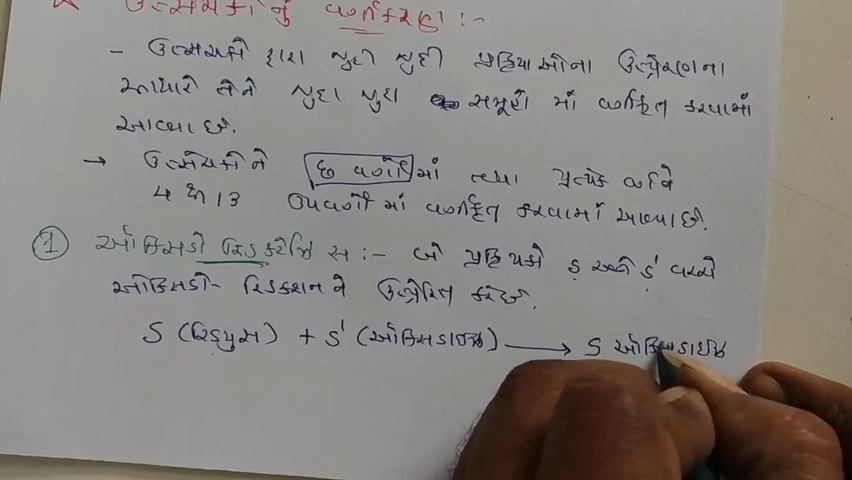 ઉત્સેચકોનું વર્ગીકરણ :-
- ઉત્સેચકો દ્વારા જુદી જુદી પ્રક્રિયાઓના ઉત્પ્રેરણના
આધારે તેને જુદા જુદા સમૂહો માં વર્ગીકૃત કરવામાં
આવ્યા છે.
→ ઉત્સેચકો ને છ વર્ગો માં તથા પ્રત્યેક વર્ગને
4 થી 13 ઉપવર્ગો માં વર્ગીકૃત કરવામાં આવ્યા છે.
1 ઓક્સિડો રિડક્ટેઝિસ :- બે પ્રક્રિયકો S અને S' વચ્ચે
ઓક્સિડો - રિડક્શન ને ઉત્પ્રેરિત કરે છે.
S (રિડ્યુસ) + S' (ઓક્સિડાઇઝ) ⟶ S ઓક્સિડાઈઝ